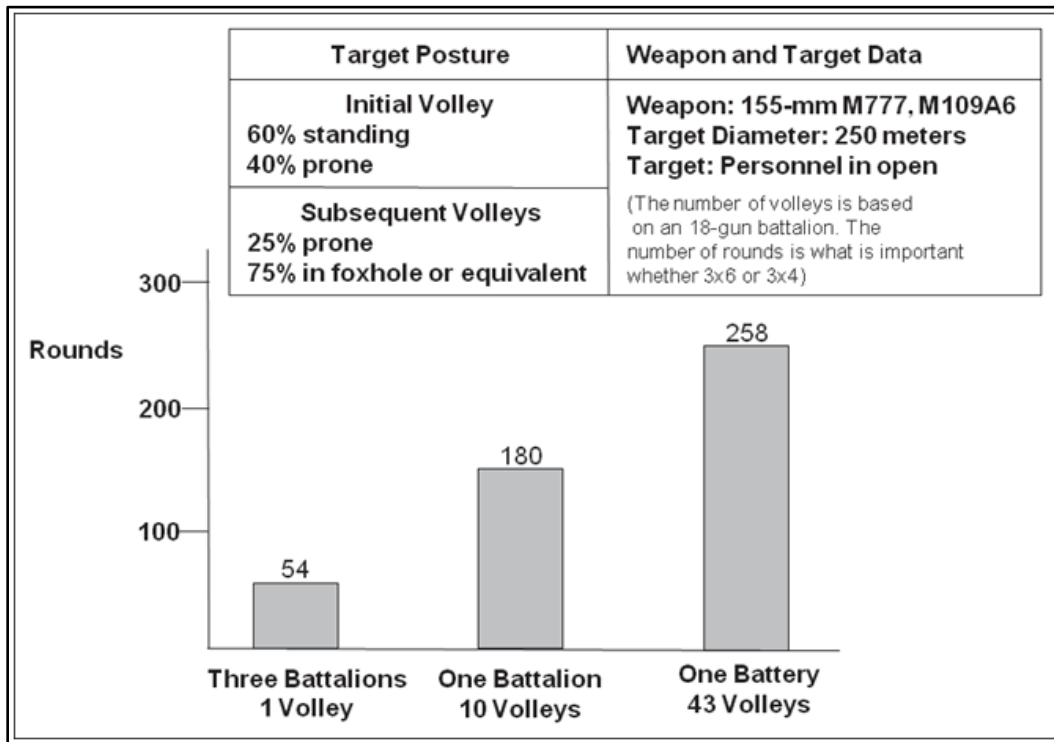 Target Posture
Weapon and Target Data
Initial Volley
60% standing
40% prone
Subsequent Volleys
25% prone
75% in foxhole or equivalent
Weapon: 155-mm M777, M109A6
Target Diameter: 250 meters
Target: Personnel in open
(The number of volleys is based
on an 18-gun battalion. The
number of rounds is what is important
whether 3x6 or 3x4)
300
Rounds
200
100
54
180
258
Three Battalions
1 Volley
One Battalion
10 Volleys
One Battery
43 Volleys